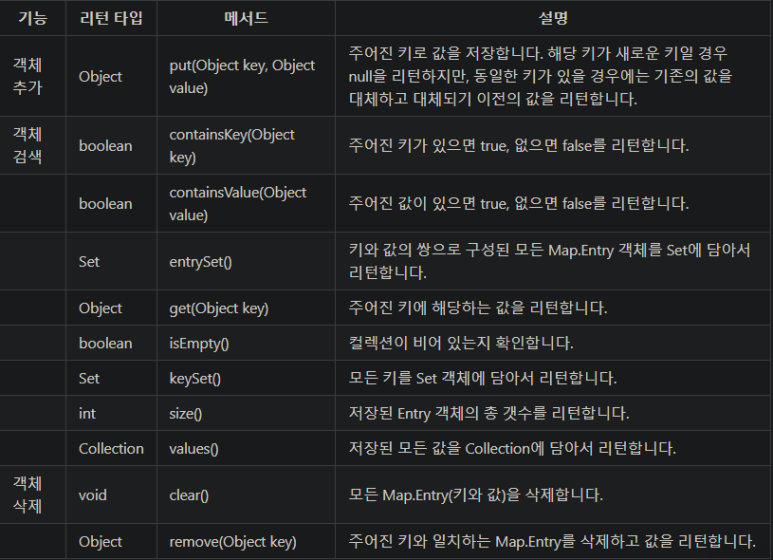 기능 리턴 타입 메서드 설명
객체
추가
Object
put(Object key, Object
value)
주어진 키로 값을 저장합니다. 해당 키가 새로운 키일 경우
null을 리턴하지만, 동일한 키가 있을 경우에는 기존의 값을
대체하고 대체되기 이전의 값을 리턴합니다.
객체
검색
boolean
containsKey(Object
key)
주어진 키가 있으면 true, 없으면 false를 리턴합니다.
boolean
containsValue(Object
value)
주어진 값이 있으면 true, 없으면 false를 리턴합니다.
Set
entrySet()
키와 값의 쌍으로 구성된 모든 Map.Entry 객체를 Set에 담아서
리턴합니다.
Object get(Object key) 주어진 키에 해당하는 값을 리턴합니다.
boolean isEmpty() 컬렉션이 비어 있는지 확인합니다.
Set keySet() 모든 키를 Set 객체에 담아서 리턴합니다.
int size() 저장된 Entry 객체의 총 갯수를 리턴합니다.
Collection values() 저장된 모든 값을 Collection에 담아서 리턴합니다.
객체
삭제
void
clear()
모든 Map.Entry(키와 값)을 삭제합니다.
Object remove(Object key) 주어진 키와 일치하는 Map.Entry를 삭제하고 값을 리턴합니다.